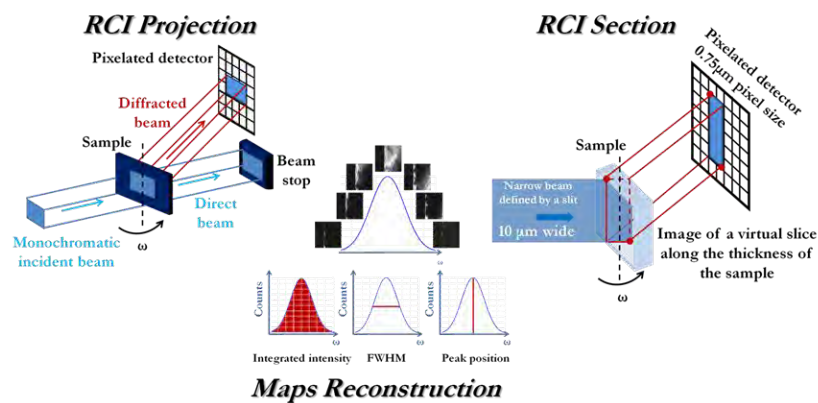 RCI Projection
Pixelated detector
Diffracted
beam
Sample
Beam
stop
Direct
beam
Monochromatic
incident beam
ω
RCI Section
Pixelated detector
0.75μm pixel size
Sample
Narrow beam
defined by a slit
10 μm wide
Image of a virtual slice
along the thickness of
the sample
ω
ω
Counts
ω
Integrated intensity
Counts
ω
FWHM
Counts
ω
Peak position
Maps Reconstruction